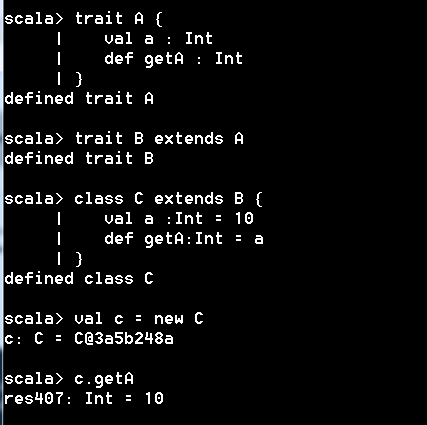 scala> trait A {
     |    val a : Int
     |    def getA : Int
     | }
defined trait A
scala> trait B extends A
defined trait B
scala> class C extends B {
     |    val a :Int = 10
     |    def getA:Int = a
     | }
defined class C
scala> val c = new C
c: C = C@3a5b248a
scala> c.getA
res407: Int = 10